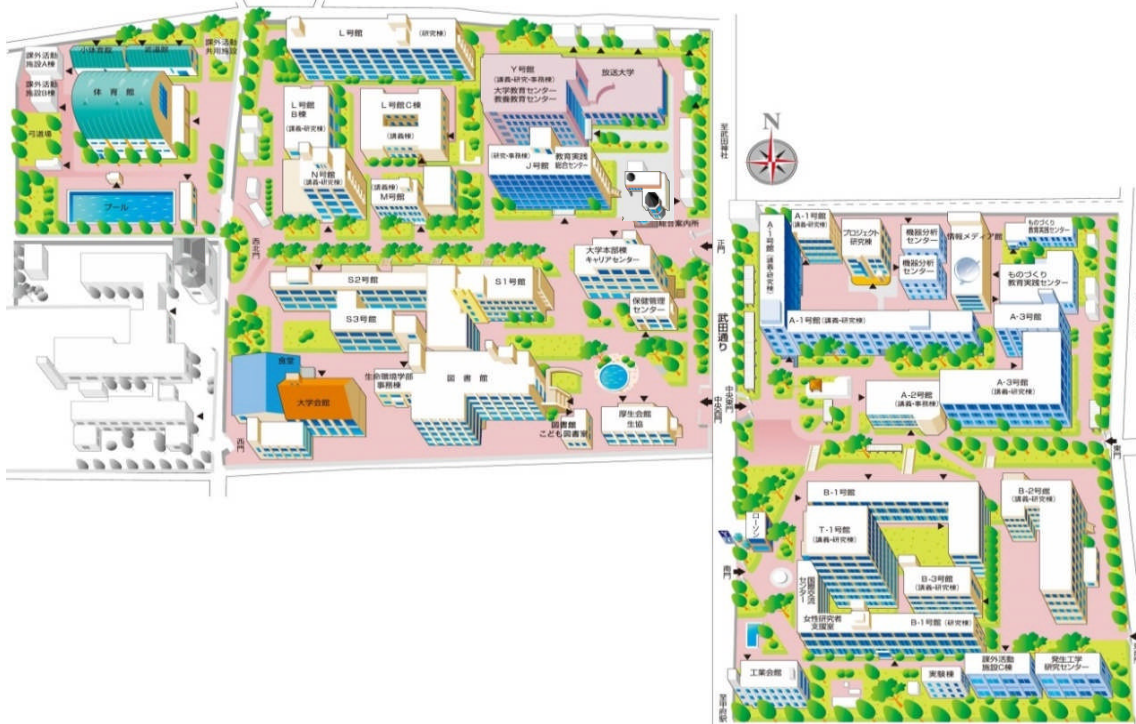 小体育館
武道館
課外活動
共用施設
課外活動
施設A棟
課外活動
施設B棟
体育館
弓道場
プール
L号館
(研究棟)
Y号館
(講義・研究・事務棟)
大学教育センター
教養教育センター
放送大学
L号館
B棟
(講義・研究棟)
L号館C棟
(講義棟)
N号館
(講義・研究棟)
(講義棟)
M号館
(研究・事務棟)
J号館
教育実践
総合センター
総合案内所
至武田神社
N
西北門
正門
大学本部棟
キャリアセンター
保健管理
センター
S2号館
S1号館
S3号館
食堂
大学会館
生命環境学部
事務棟
図書館
図書館
こども図書室
厚生会館
生協
西門
武田通り
中央東門
中央西門
A-1号館(講義・研究棟)
A-1号館
(講義・研究棟)
プロジェクト
研究棟
機器分析
センター
機器分析
センター
情報メディア館
ものづくり
教育実践センター
ものづくり
教育実践センター
A-1号館(講義・研究棟)
A-3号館
A-3号館
(講義・研究棟)
A-2号館
(講義・事務棟)
東門
B-1号館
B-2号館
(講義・研究棟)
T-1号館
(講義・研究棟)
ローソン
南門
国際交流
センター
B-3号館
(講義・研究棟)
女性研究者
支援室
B-1号館(研究棟)
工業会館
実験棟
課外活動
施設C棟
発生工学
研究センター
至甲府駅